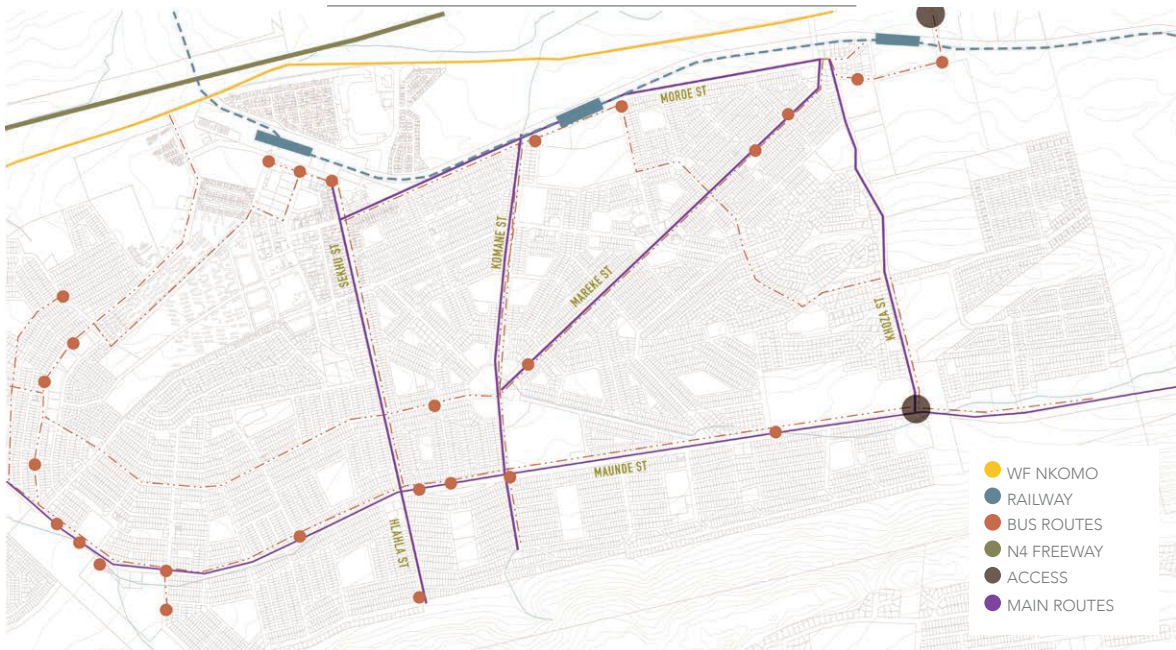 MOROE ST
KOMANE ST
SEKHU ST
MAREKE ST
KHOZA ST
MAUNDE ST
HLAHLA ST
WF NKOMO
RAILWAY
BUS ROUTES
N4 FREEWAY
ACCESS
MAIN ROUTES